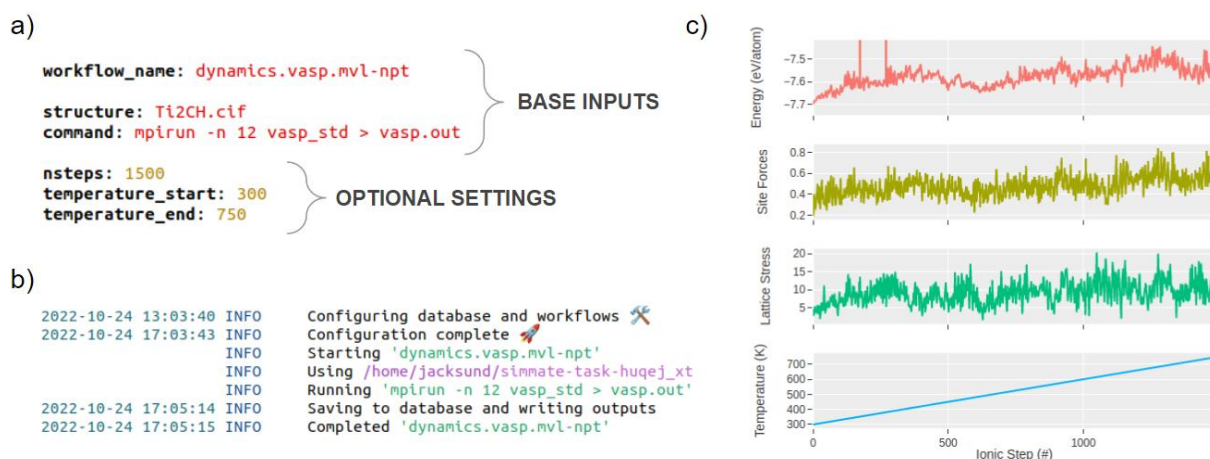 a)
workflow_name: dynamics.vasp.mvl-npt
structure: Ti2CH.cif
command: mpirun -n 12 vasp_std > vasp.out
BASE INPUTS
nsteps: 1500
temperature_start: 300
temperature_end: 750
OPTIONAL SETTINGS
b)
2022-10-24 13:03:40 INFO Configuring database and workflows 🛠️
2022-10-24 17:03:43 INFO Configuration complete 🚀
INFO Starting 'dynamics.vasp.mvl-npt'
INFO Using /home/jacksund/simmate-task-huqej_xt
INFO Running 'mpirun -n 12 vasp_std > vasp.out'
2022-10-24 17:05:14 INFO Saving to database and writing outputs
2022-10-24 17:05:15 INFO Completed 'dynamics.vasp.mvl-npt'
c)
Energy (eV/atom)
−7.5
−7.6
−7.7
Site Forces
0.8
0.6
0.4
0.2
Lattice Stress
20
15
10
5
Temperature (K)
700
600
500
400
300
0 500 1000
Ionic Step (#)